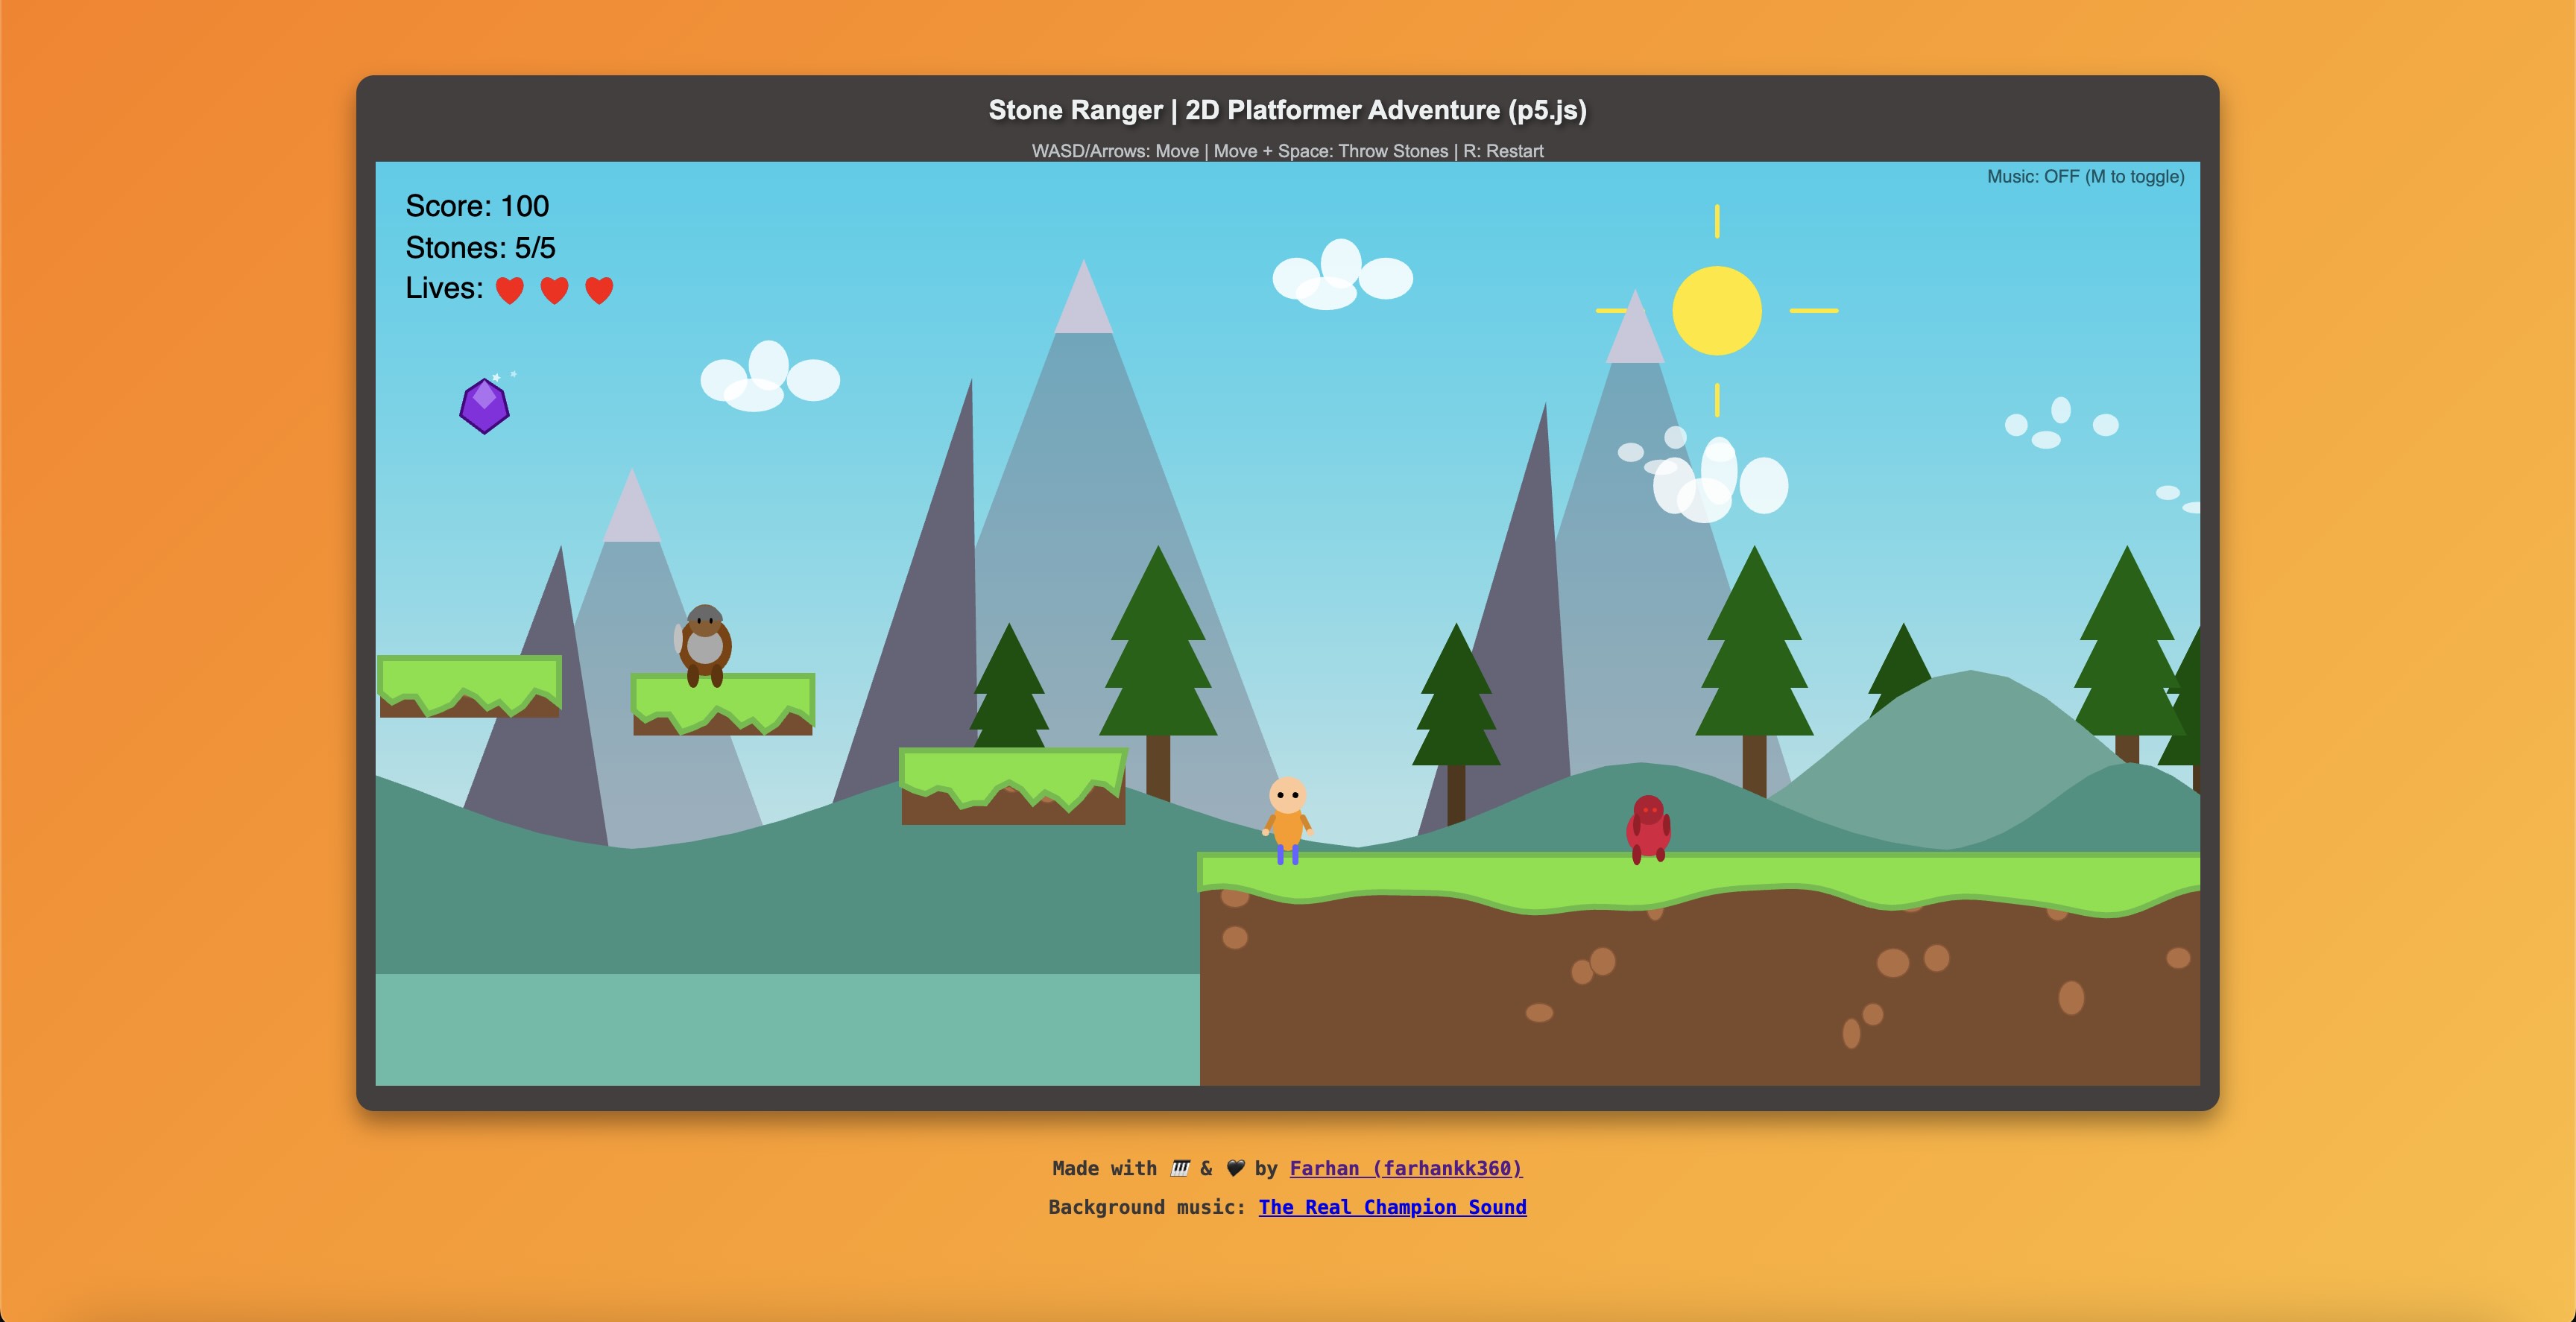 Stone Ranger | 2D Platformer Adventure (p5.js)
WASD/Arrows: Move | Move + Space: Throw Stones | R: Restart
Music: OFF (M to toggle)
Score: 100
Stones: 5/5
Lives: ❤️ ❤️ ❤️
Made with 🎹 & 🖤 by Farhan (farhankk360)
Background music: The Real Champion Sound